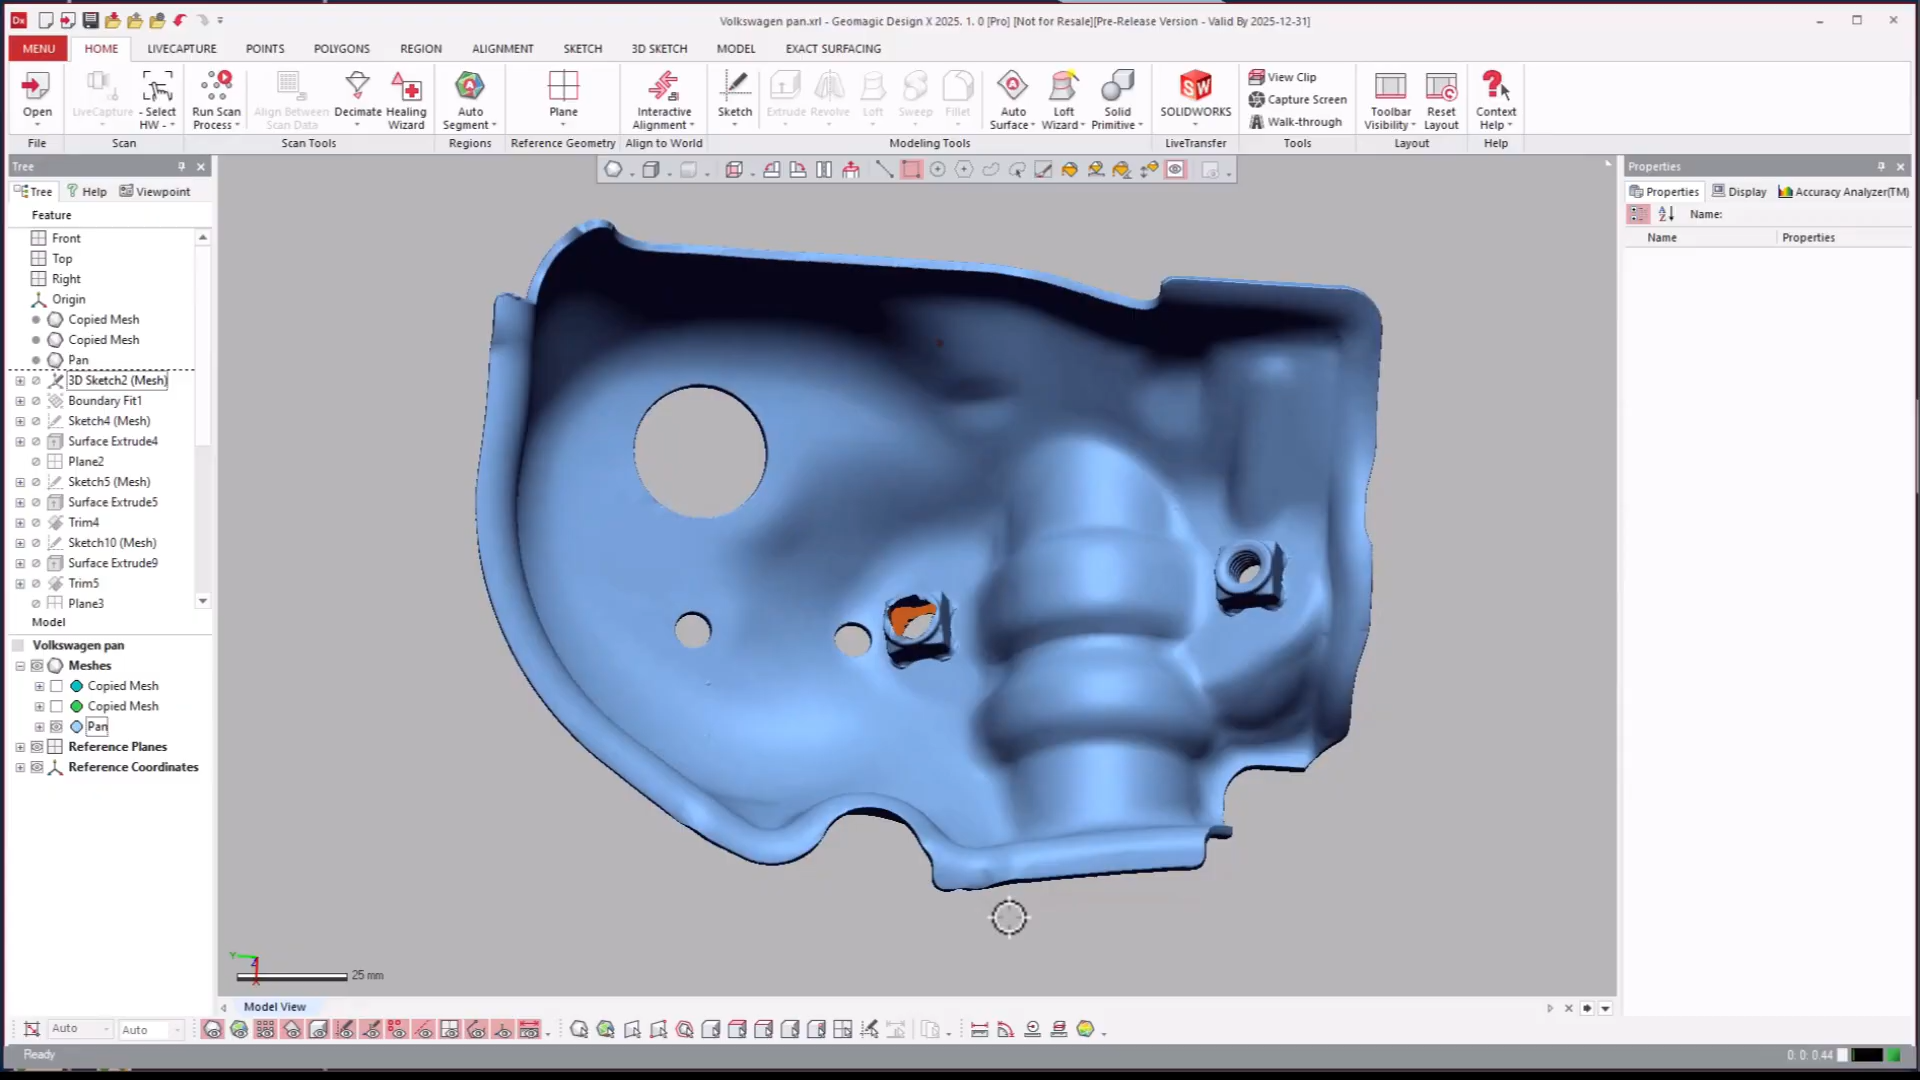 Volkswagen pan.xrl - Geomagic Design X 2025. 1. 0 [Pro] [Not for Resale][Pre-Release Version - Valid By 2025-12-31]
MENU HOME LIVECAPTURE POINTS POLYGONS REGION ALIGNMENT SKETCH 3D SKETCH MODEL EXACT SURFACING
Open
LiveCapture
- Select HW -
Run Scan Process
Align Between Scan Data
Decimate
Healing Wizard
Auto Segment
Plane
Interactive Alignment
Sketch
Extrude
Revolve
Loft
Sweep
Fillet
Auto Surface
Loft Wizard
Solid Primitive
SOLIDWORKS
View Clip
Capture Screen
Walk-through
Toolbar Visibility
Reset Layout
Context Help
File Scan Scan Tools Regions Reference Geometry Align to World Modeling Tools LiveTransfer Tools Layout Help
Tree
Tree Help Viewpoint
Feature
Front
Top
Right
Origin
Copied Mesh
Copied Mesh
Pan
3D Sketch2 (Mesh)
Boundary Fit1
Sketch4 (Mesh)
Surface Extrude4
Plane2
Sketch5 (Mesh)
Surface Extrude5
Trim4
Sketch10 (Mesh)
Surface Extrude9
Trim5
Plane3
Model
Volkswagen pan
Meshes
Copied Mesh
Copied Mesh
Pan
Reference Planes
Reference Coordinates
Properties
Properties Display Accuracy Analyzer(TM)
Name:
Name Properties
Y
X
25 mm
Model View
Auto Auto
Ready
0: 0: 0.44